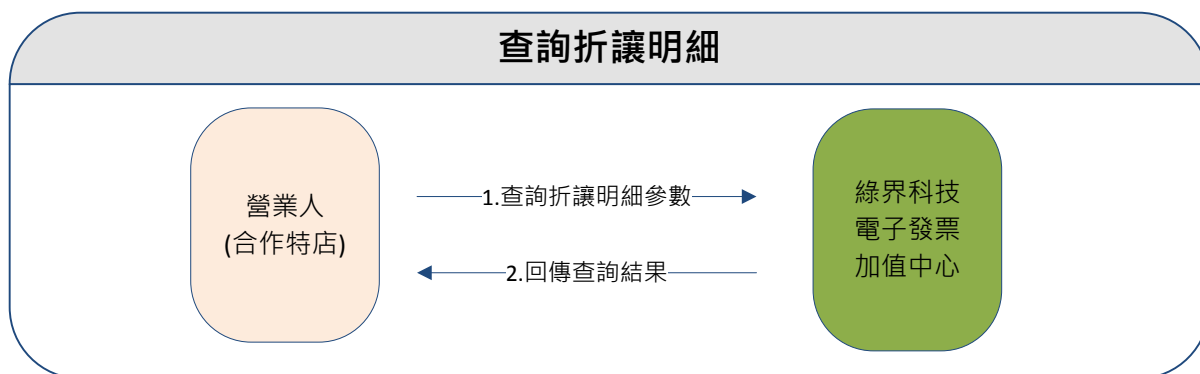 查詢折讓明細
營業人
(合作特店)
1.查詢折讓明細參數
2.回傳查詢結果
綠界科技
電子發票
加值中心